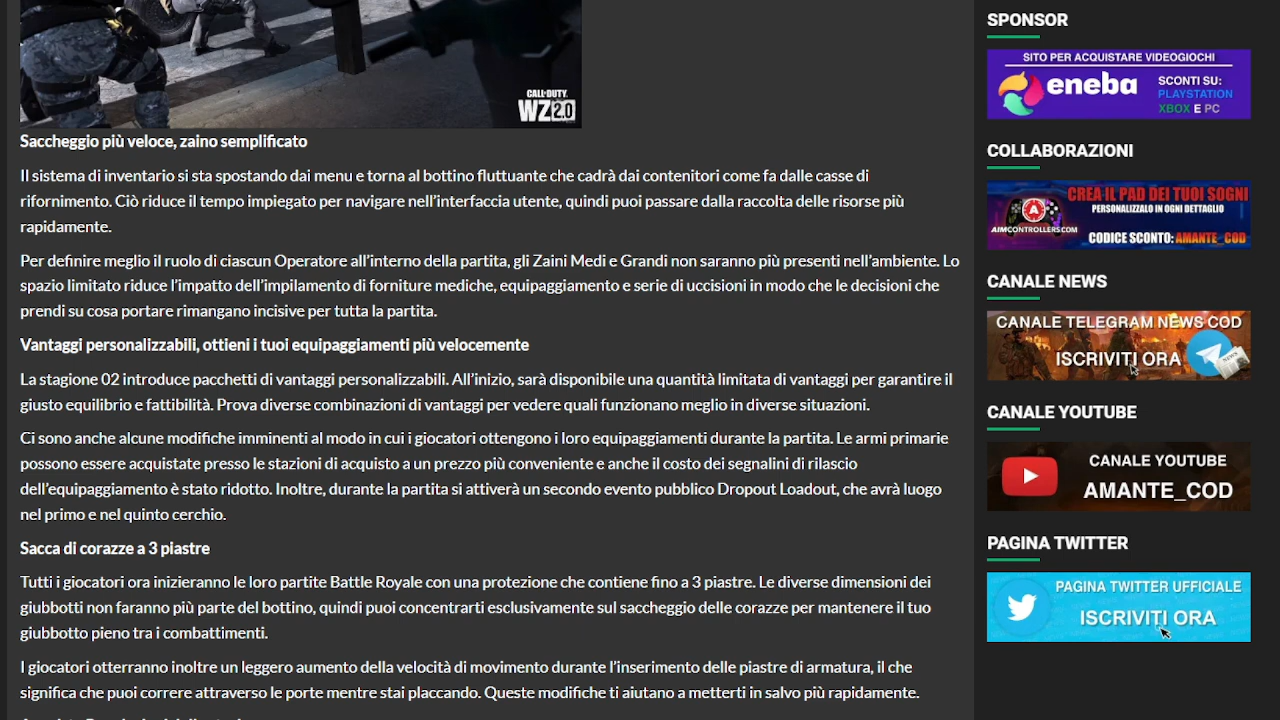 CALL OF DUTY.
WZ 2.0
Saccheggio più veloce, zaino semplificato
Il sistema di inventario si sta spostando dai menu e torna al bottino fluttuante che cadrà dai contenitori come fa dalle casse di
rifornimento. Ciò riduce il tempo impiegato per navigare nell’interfaccia utente, quindi puoi passare dalla raccolta delle risorse più
rapidamente.
Per definire meglio il ruolo di ciascun Operatore all’interno della partita, gli Zaini Medi e Grandi non saranno più presenti nell’ambiente. Lo
spazio limitato riduce l’impatto dell’impilamento di forniture mediche, equipaggiamento e serie di uccisioni in modo che le decisioni che
prendi su cosa portare rimangano incisive per tutta la partita.
Vantaggi personalizzabili, ottieni i tuoi equipaggiamenti più velocemente
La stagione 02 introduce pacchetti di vantaggi personalizzabili. All’inizio, sarà disponibile una quantità limitata di vantaggi per garantire il
giusto equilibrio e fattibilità. Prova diverse combinazioni di vantaggi per vedere quali funzionano meglio in diverse situazioni.
Ci sono anche alcune modifiche imminenti al modo in cui i giocatori ottengono i loro equipaggiamenti durante la partita. Le armi primarie
possono essere acquistate presso le stazioni di acquisto a un prezzo più conveniente e anche il costo dei segnalini di rilascio
dell’equipaggiamento è stato ridotto. Inoltre, durante la partita si attiverà un secondo evento pubblico Dropout Loadout, che avrà luogo
nel primo e nel quinto cerchio.
Sacca di corazze a 3 piastre
Tutti i giocatori ora inizieranno le loro partite Battle Royale con una protezione che contiene fino a 3 piastre. Le diverse dimensioni dei
giubbotti non faranno più parte del bottino, quindi puoi concentrarti esclusivamente sul saccheggio delle corazze per mantenere il tuo
giubbotto pieno tra i combattimenti.
I giocatori otterranno inoltre un leggero aumento della velocità di movimento durante l’inserimento delle piastre di armatura, il che
significa che puoi correre attraverso le porte mentre stai placcando. Queste modifiche ti aiutano a metterti in salvo più rapidamente.
SPONSOR
SITO PER ACQUISTARE VIDEOGIOCHI
eneba
SCONTI SU:
PLAYSTATION
XBOX E PC
COLLABORAZIONI
CREA IL PAD DEI TUOI SOGNI
PERSONALIZZALO IN OGNI DETTAGLIO
AIMCONTROLLERS.COM
CODICE SCONTO: AMANTE_COD
CANALE NEWS
CANALE TELEGRAM NEWS COD
ISCRIVITI ORA
NEWS
CANALE YOUTUBE
CANALE YOUTUBE
AMANTE_COD
PAGINA TWITTER
PAGINA TWITTER UFFICIALE
ISCRIVITI ORA